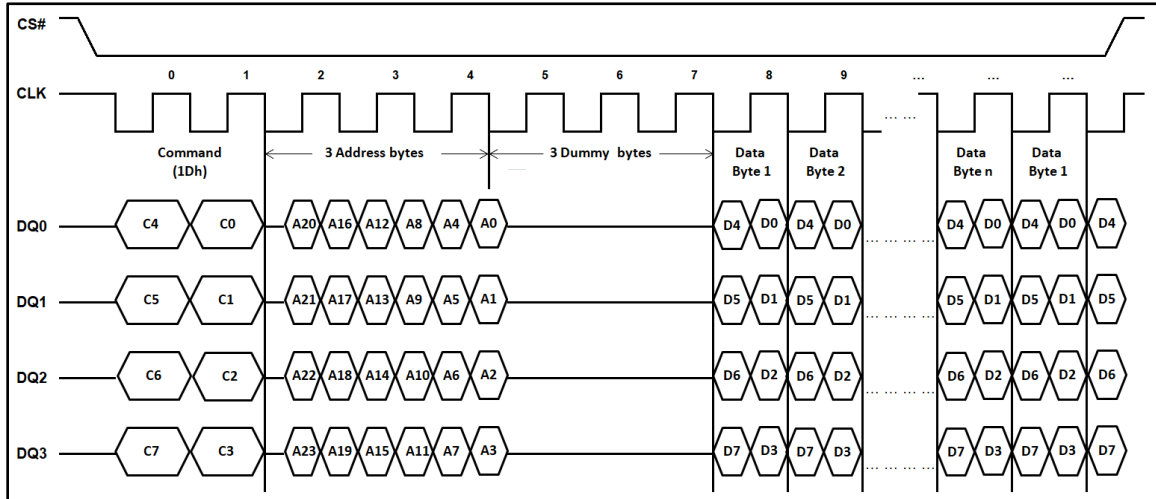 CS#
0 1 2 3 4 5 6 7 8 9 ... ... ...
CLK
... ...
Command 3 Address bytes 3 Dummy bytes Data Data Data Data
(1Dh) Byte 1 Byte 2 Byte n Byte 1
DQ0 C4 C0 A20 A16 A12 A8 A4 A0 D4 D0 D4 D0 ... ... ... ... D4 D0 D4 D0 D4
DQ1 C5 C1 A21 A17 A13 A9 A5 A1 D5 D1 D5 D1 ... ... ... ... D5 D1 D5 D1 D5
DQ2 C6 C2 A22 A18 A14 A10 A6 A2 D6 D2 D6 D2 ... ... ... ... D6 D2 D6 D2 D6
DQ3 C7 C3 A23 A19 A15 A11 A7 A3 D7 D3 D7 D3 ... ... ... ... D7 D3 D7 D3 D7